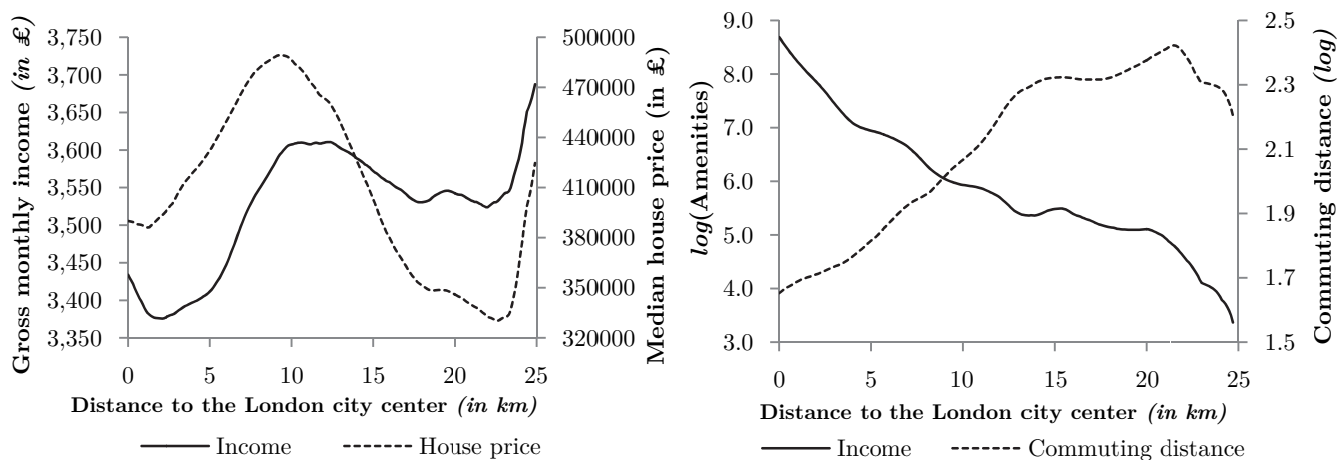 Gross monthly income (in £)
3,750
3,700
3,650
3,600
3,550
3,500
3,450
3,400
3,350
500000
470000
440000
410000
380000
350000
320000
Median house price (in £)
0 5 10 15 20 25
Distance to the London city center (in km)
Income House price
log(Amenities)
9.0
8.0
7.0
6.0
5.0
4.0
3.0
2.5
2.3
2.1
1.9
1.7
1.5
Commuting distance (log)
0 5 10 15 20 25
Distance to the London city center (in km)
Income Commuting distance